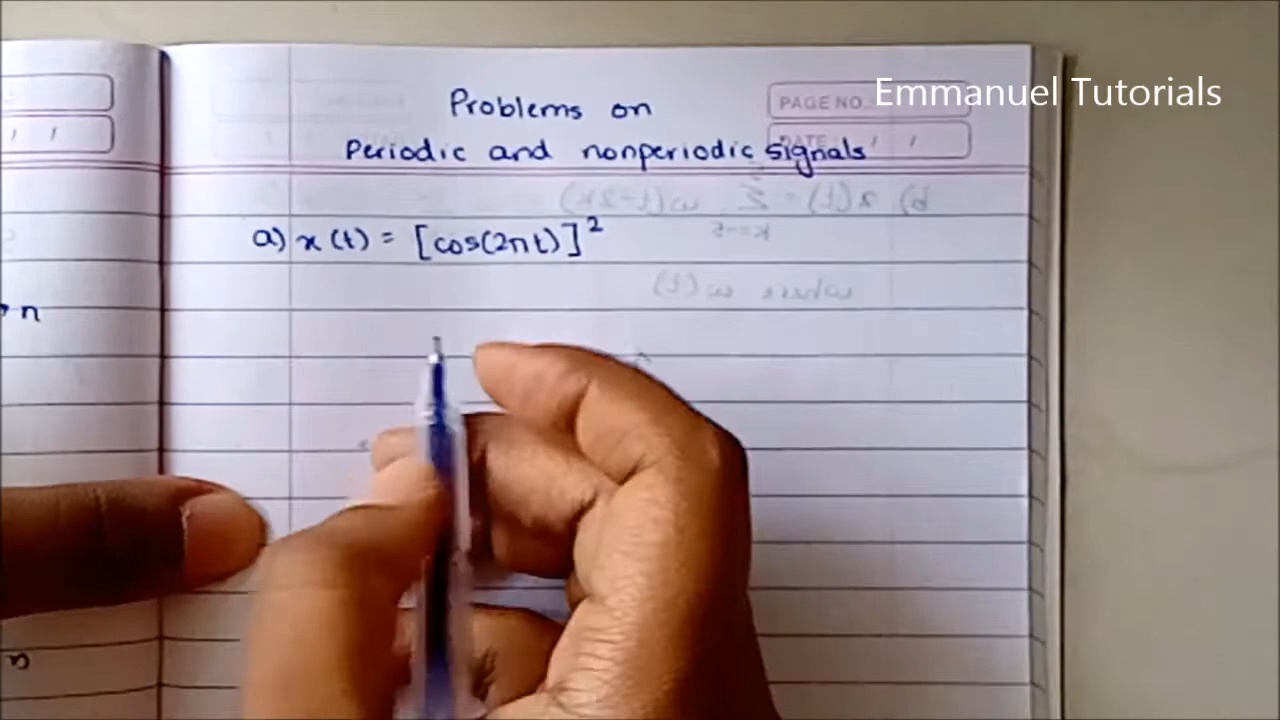 Emmanuel Tutorials
PAGE NO.
DATE: / /
Problems on
Periodic and nonperiodic signals
a) x(t) = [cos(2πt)]²
/ /
n